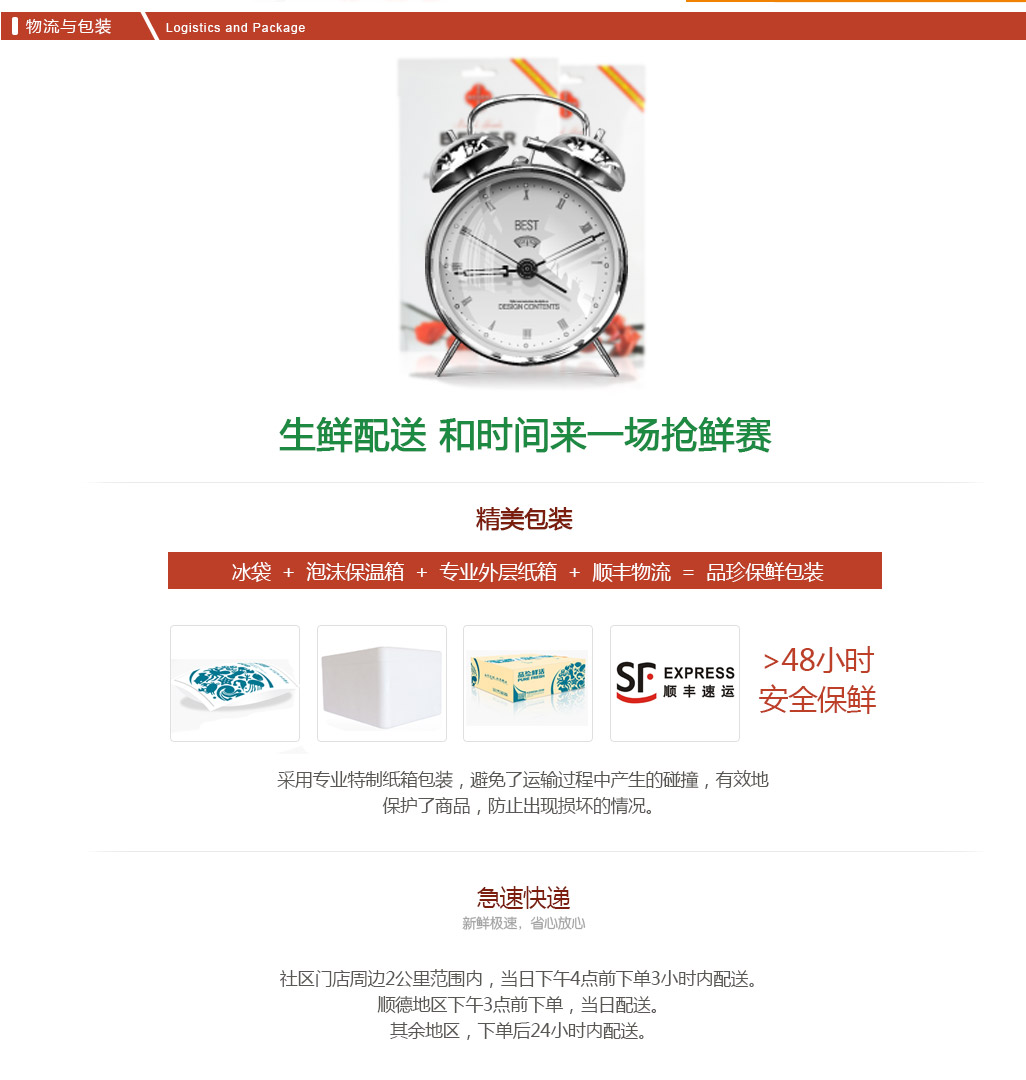 物流与包装
Logistics and Package
BEST
DESIGN CONTENTS
生鲜配送 和时间来一场抢鲜赛
精美包装
冰袋 + 泡沫保温箱 + 专业外层纸箱 + 顺丰物流 = 品珍保鲜包装
品珍鲜活
PURE FRESH
SF EXPRESS
顺丰速运
>48小时
安全保鲜
采用专业特制纸箱包装，避免了运输过程中产生的碰撞，有效地
保护了商品，防止出现损坏的情况。
急速快递
新鲜极速，省心放心
社区门店周边2公里范围内，当日下午4点前下单3小时内配送。
顺德地区下午3点前下单，当日配送。
其余地区，下单后24小时内配送。